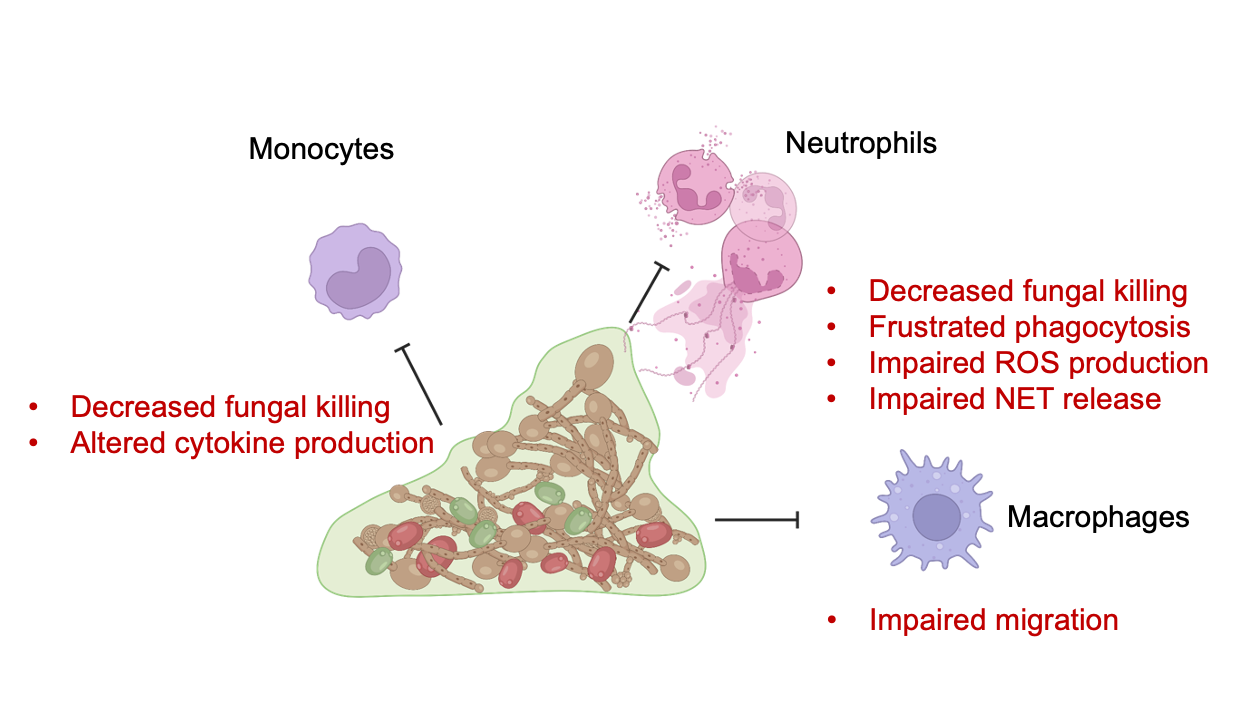 Monocytes
Neutrophils
• Decreased fungal killing
• Frustrated phagocytosis
• Impaired ROS production
• Impaired NET release
• Decreased fungal killing
• Altered cytokine production
Macrophages
• Impaired migration